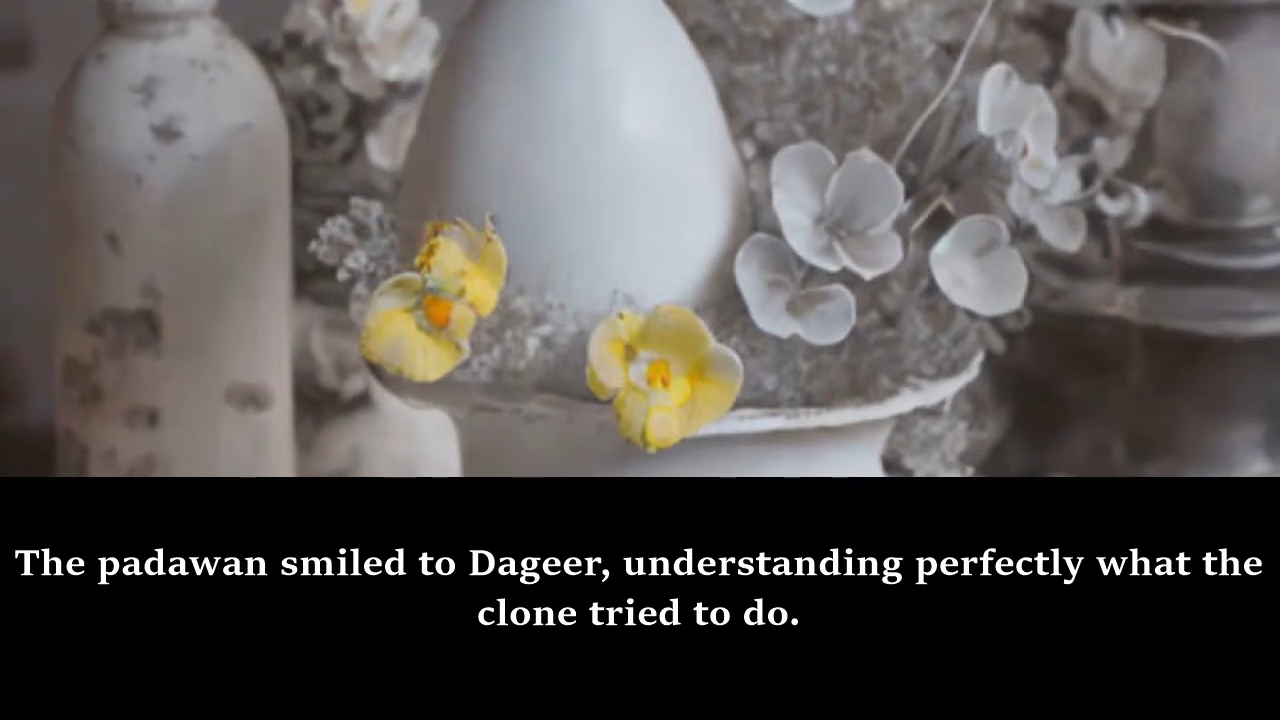 The padawan smiled to Dageer, understanding perfectly what the
clone tried to do.